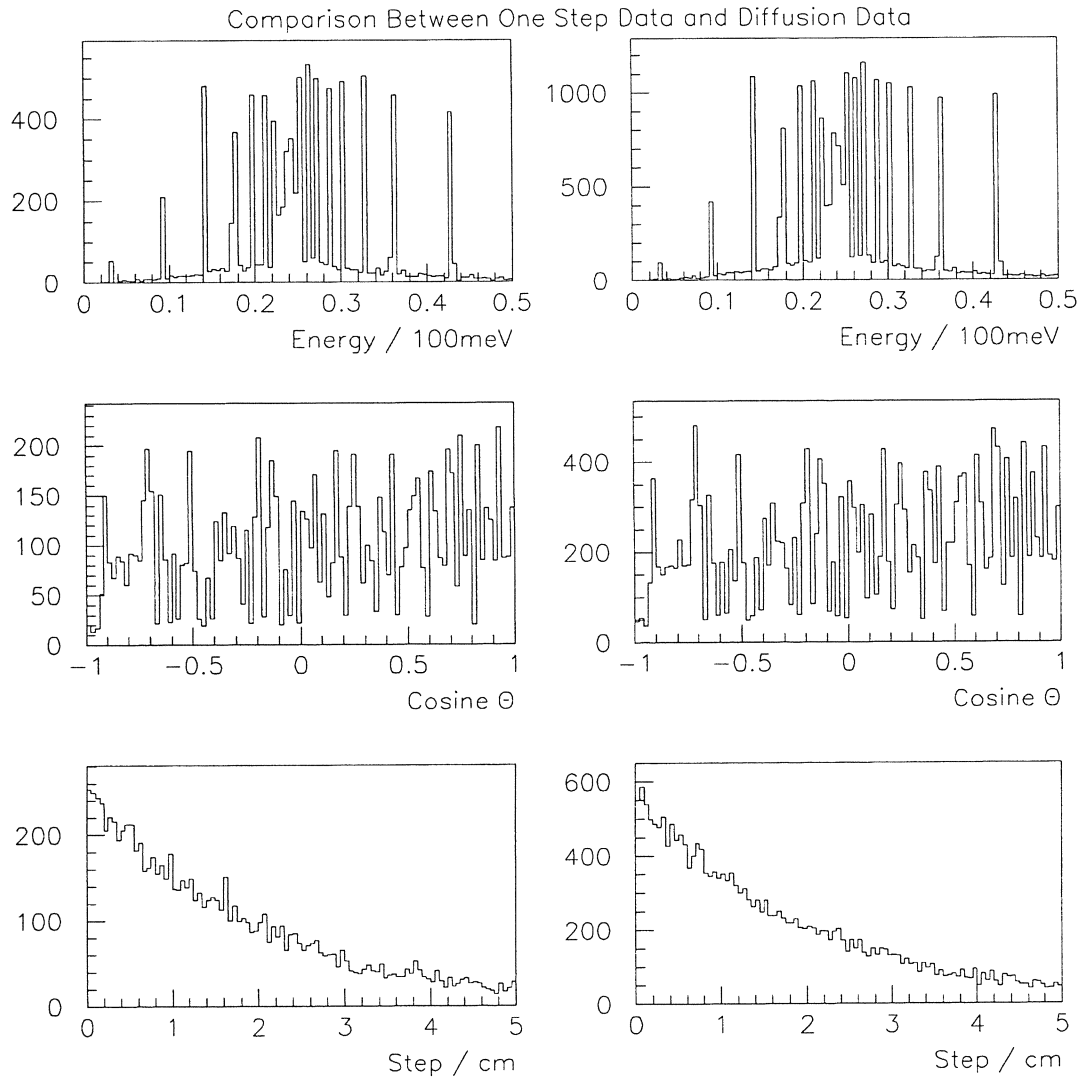 Comparison Between One Step Data and Diffusion Data
400
200
0
0 0.1 0.2 0.3 0.4 0.5
Energy / 100meV
1000
500
0
0 0.1 0.2 0.3 0.4 0.5
Energy / 100meV
200
150
100
50
0
-1 -0.5 0 0.5 1
Cosine Θ
400
200
0
-1 -0.5 0 0.5 1
Cosine Θ
200
100
0
0 1 2 3 4 5
Step / cm
600
400
200
0
0 1 2 3 4 5
Step / cm